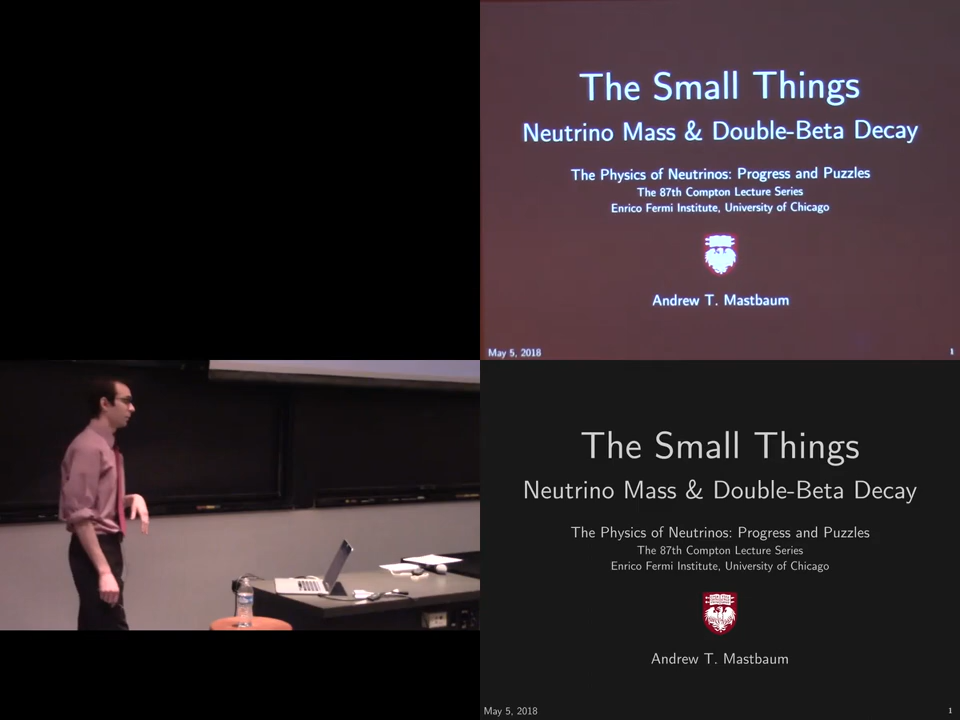 The Small Things
Neutrino Mass & Double-Beta Decay
The Physics of Neutrinos: Progress and Puzzles
The 87th Compton Lecture Series
Enrico Fermi Institute, University of Chicago
Andrew T. Mastbaum
May 5, 2018
1
The Small Things
Neutrino Mass & Double-Beta Decay
The Physics of Neutrinos: Progress and Puzzles
The 87th Compton Lecture Series
Enrico Fermi Institute, University of Chicago
Andrew T. Mastbaum
May 5, 2018
1